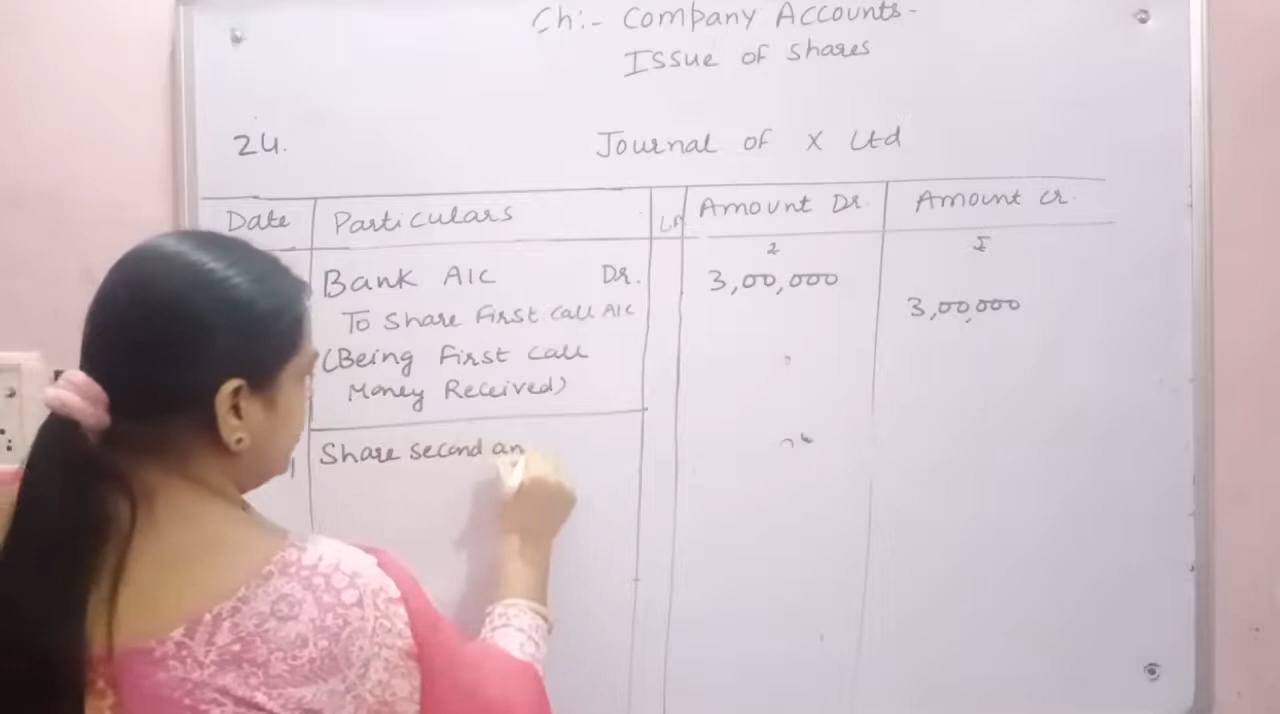 Ch:- Company Accounts-
Issue of shares
24. Journal of X Ltd
Date Particulars L.F Amount Dr. Amount Cr.
₹ ₹
Bank A/C Dr. 3,00,000
To Share First Call A/C 3,00,000
(Being First Call
Money Received)
Share second an